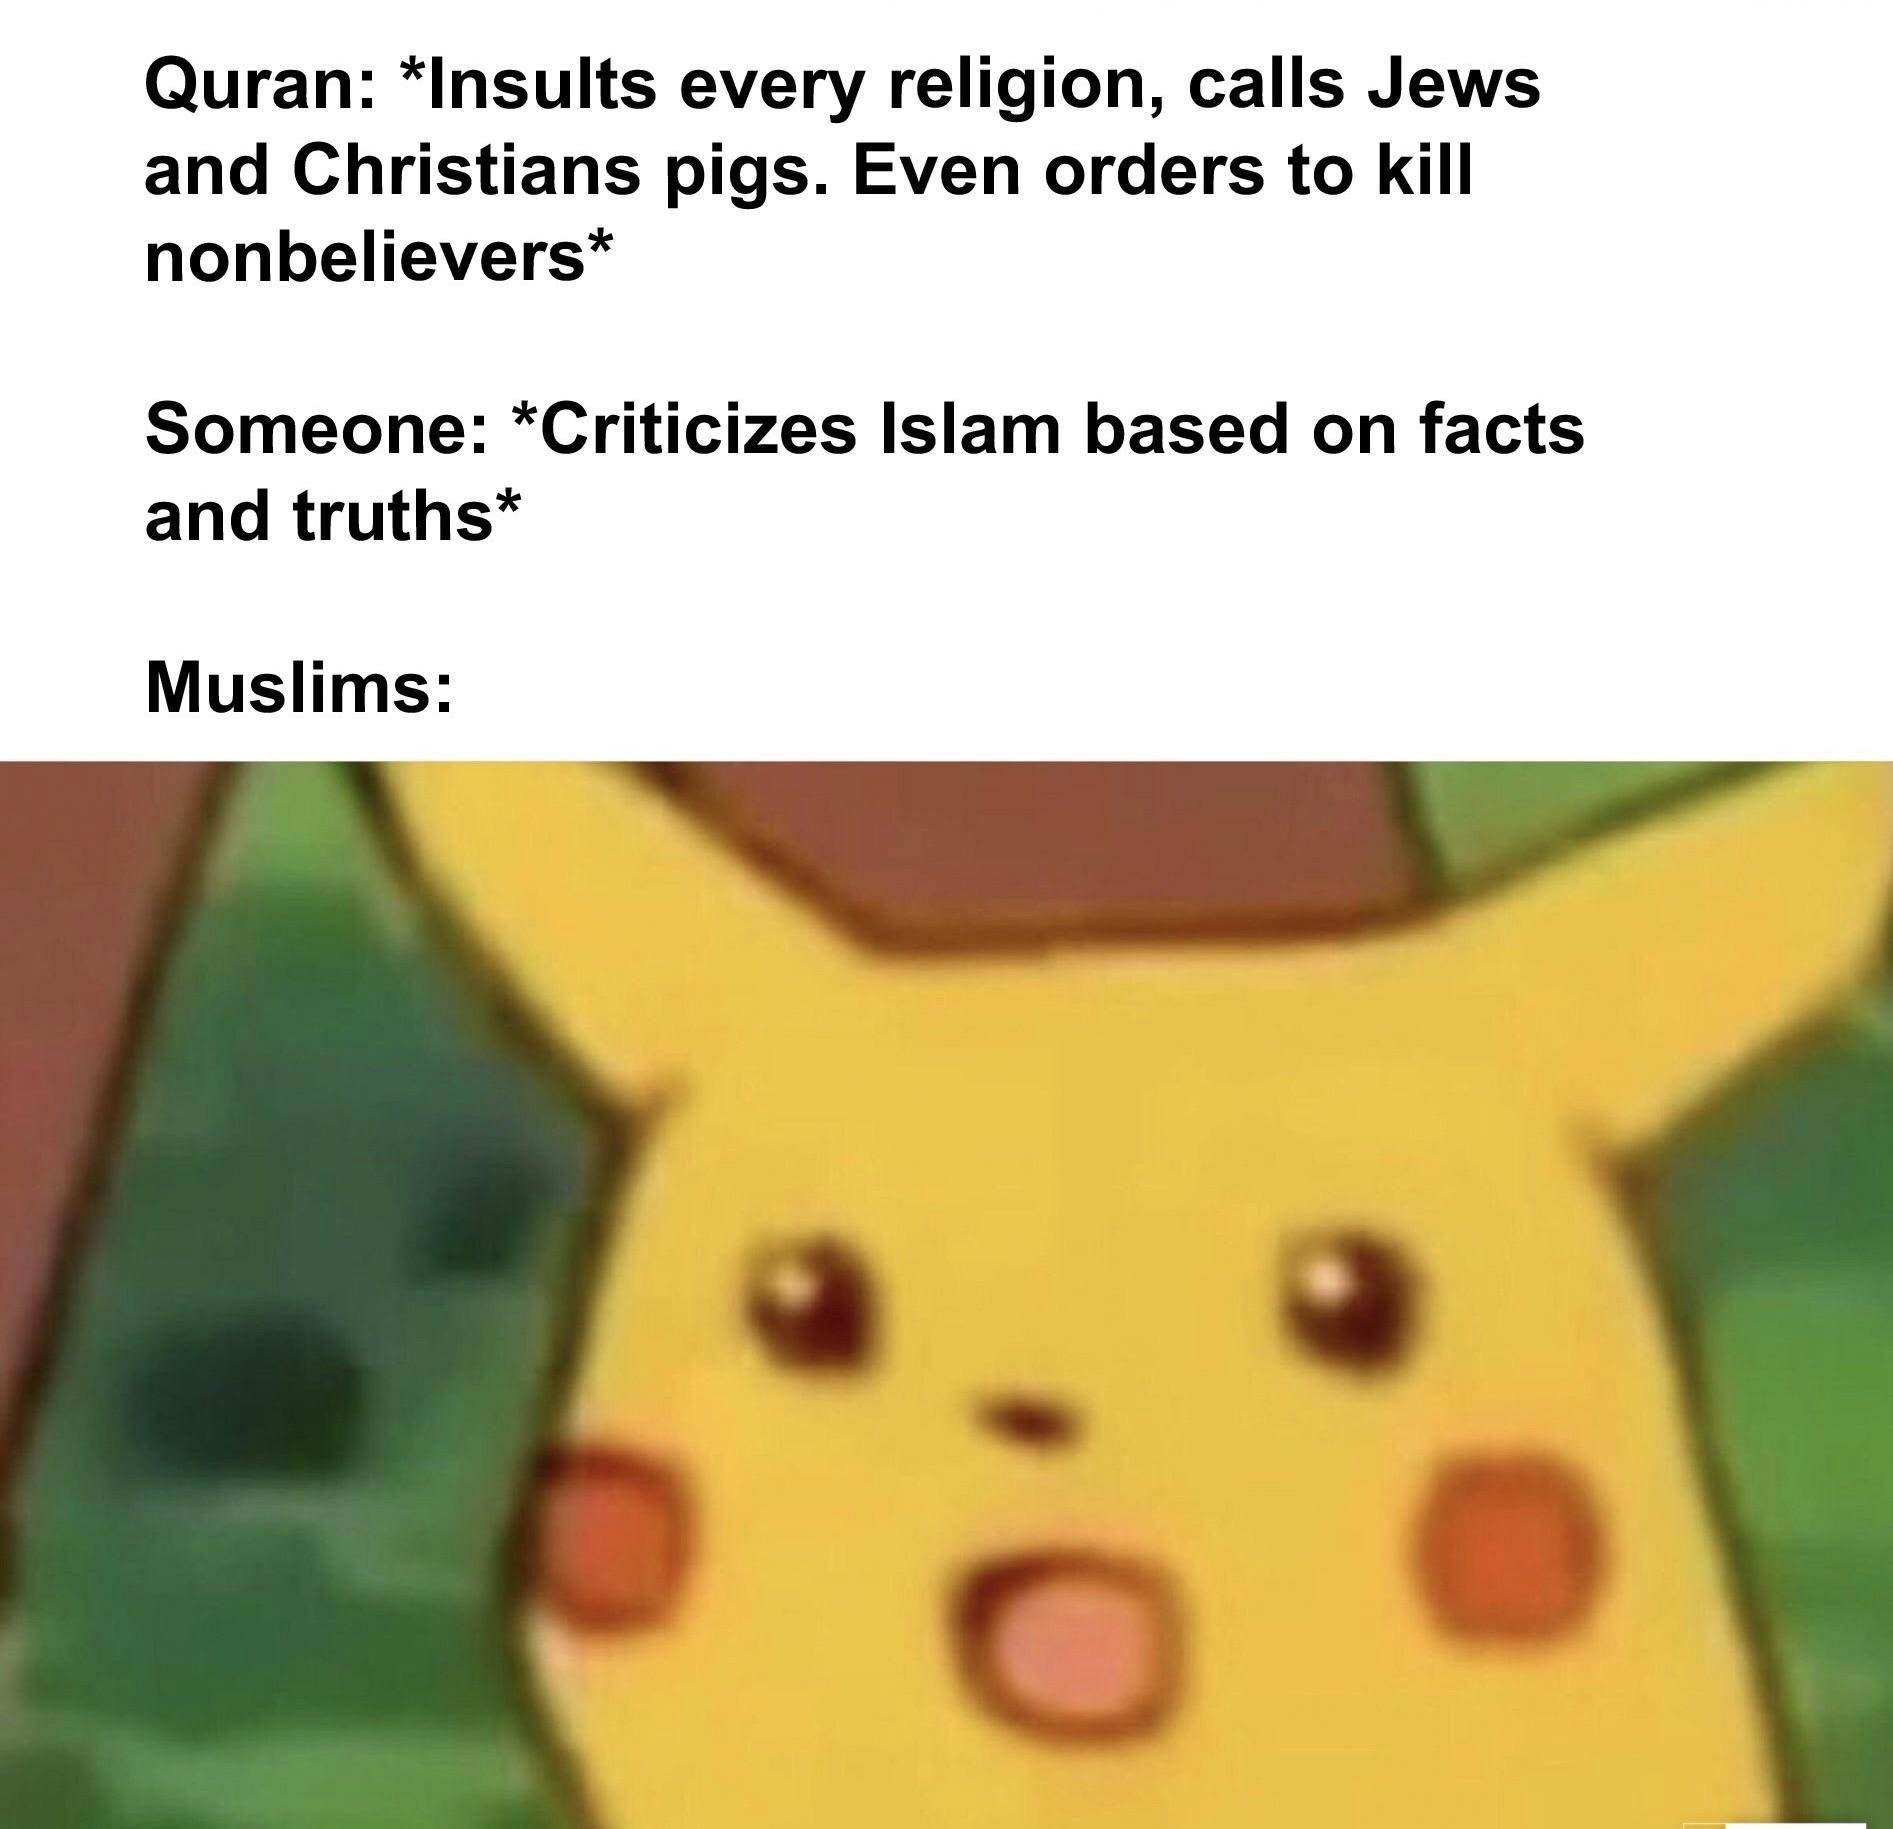 Quran: *Insults every religion, calls Jews
and Christians pigs. Even orders to kill
nonbelievers*
Someone: *Criticizes Islam based on facts
and truths*
Muslims: